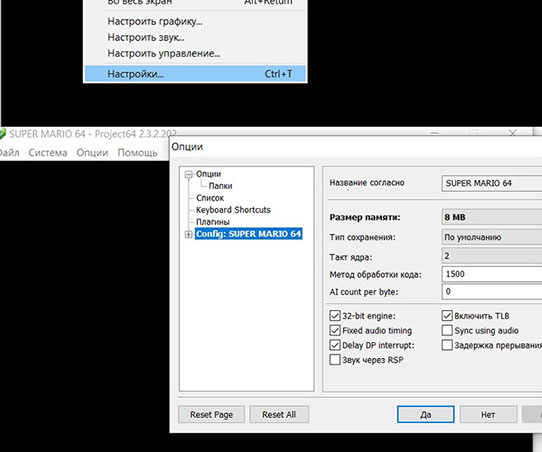 Во весь экран Alt+Return
Настроить графику...
Настроить звук...
Настроить управление...
Настройки... Ctrl+T
SUPER MARIO 64 - Project64 2.3.2.202
Файл Система Опции Помощь
Опции
Опции
Папки
Список
Keyboard Shortcuts
Плагины
Config: SUPER MARIO 64
Название согласно SUPER MARIO 64
Размер памяти: 8 MB
Тип сохранения: По умолчанию
Такт ядра: 2
Метод обработки кода: 1500
AI count per byte: 0
32-bit engine: Включить TLB
Fixed audio timing Sync using audio
Delay DP interrupt: Задержка прерывания
Звук через RSP
Reset Page Reset All Да Нет